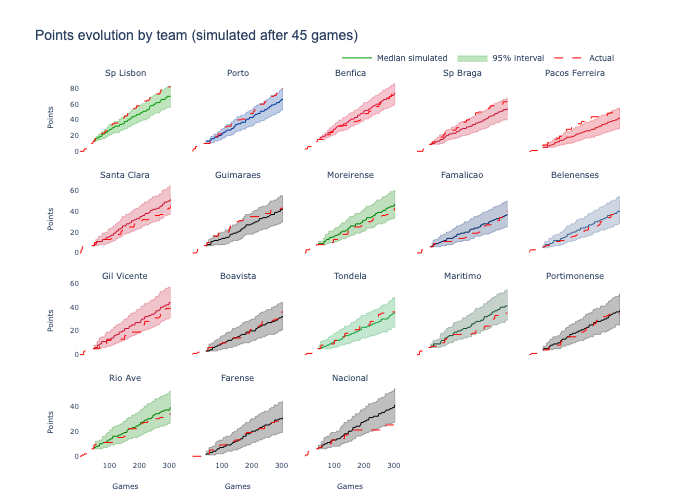 Points evolution by team (simulated after 45 games)
Median simulated 95% interval Actual
Sp Lisbon Porto Benfica Sp Braga Pacos Ferreira
80
60
40
20
0
Points
Santa Clara Guimaraes Moreirense Famalicao Belenenses
60
40
20
0
Points
Gil Vicente Boavista Tondela Maritimo Portimonense
60
40
20
0
Points
Rio Ave Farense Nacional
40
20
0
Points
100 200 300 100 200 300 100 200 300
Games Games Games